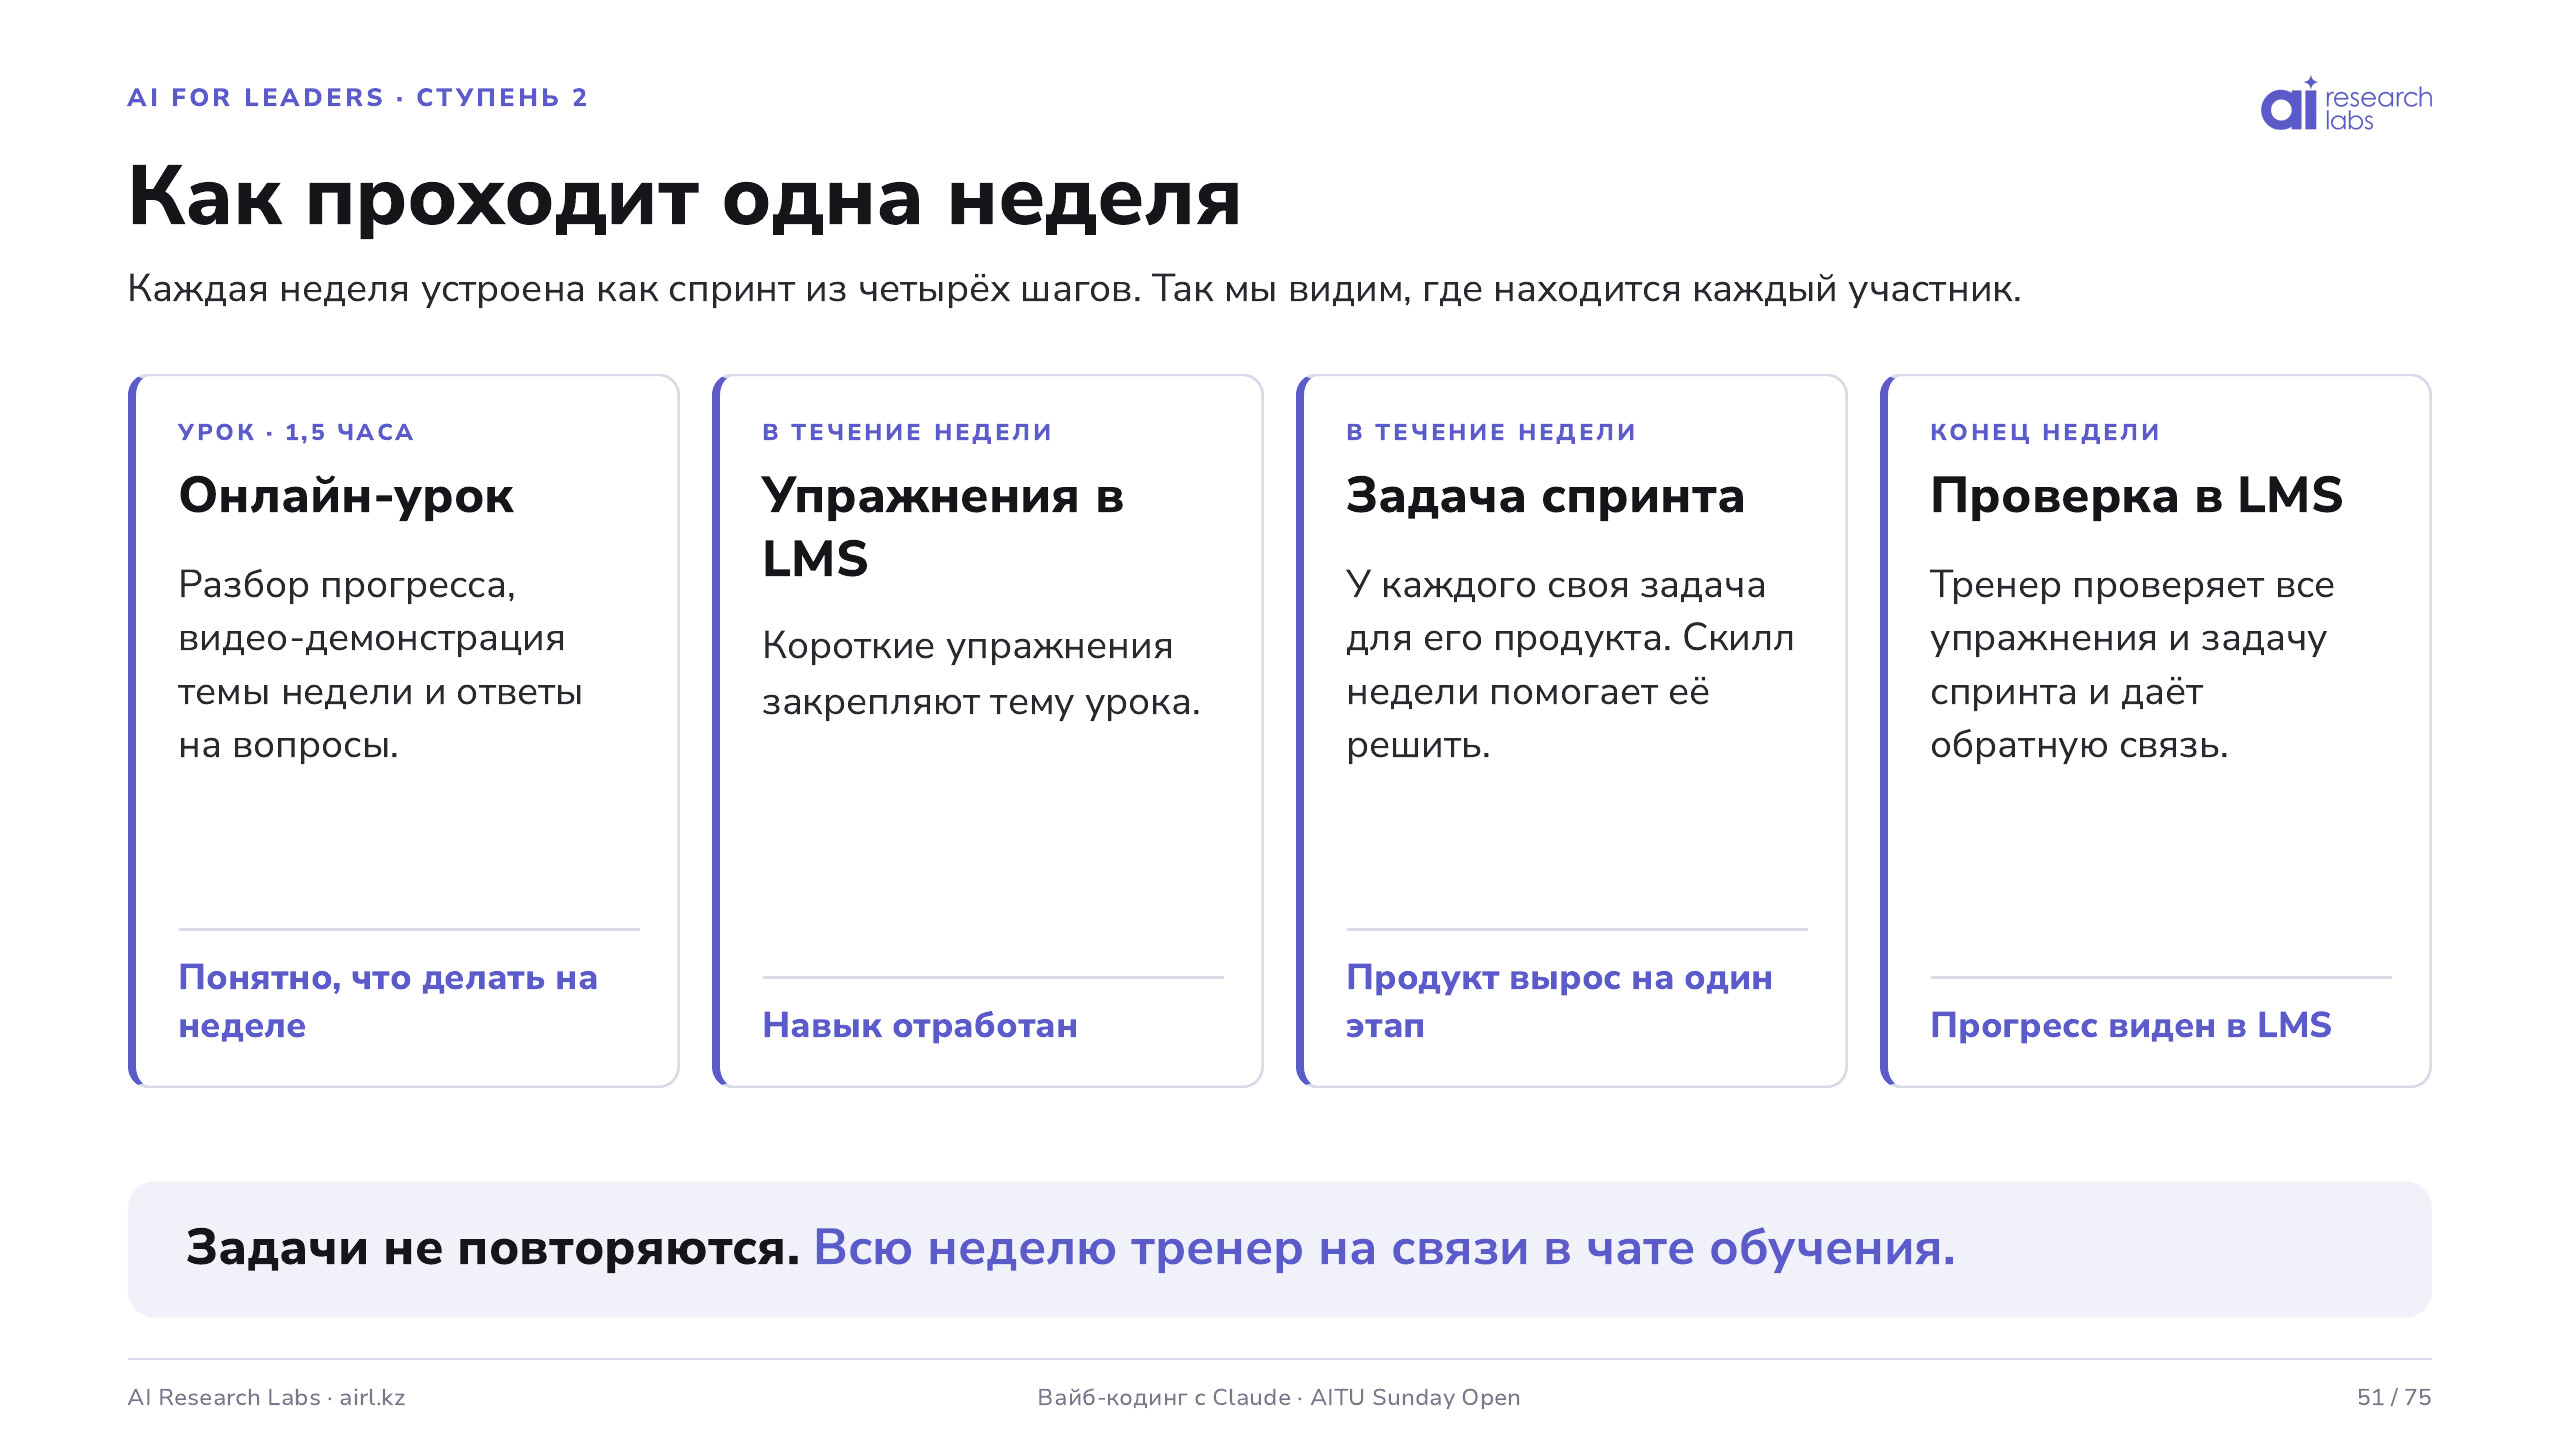 AI FOR LEADERS · СТУПЕНЬ 2
ai research labs
Как проходит одна неделя
Каждая неделя устроена как спринт из четырёх шагов. Так мы видим, где находится каждый участник.
УРОК · 1,5 ЧАСА
Онлайн-урок
Разбор прогресса,
видео-демонстрация
темы недели и ответы
на вопросы.
Понятно, что делать на
неделе
В ТЕЧЕНИЕ НЕДЕЛИ
Упражнения в
LMS
Короткие упражнения
закрепляют тему урока.
Навык отработан
В ТЕЧЕНИЕ НЕДЕЛИ
Задача спринта
У каждого своя задача
для его продукта. Скилл
недели помогает её
решить.
Продукт вырос на один
этап
КОНЕЦ НЕДЕЛИ
Проверка в LMS
Тренер проверяет все
упражнения и задачу
спринта и даёт
обратную связь.
Прогресс виден в LMS
Задачи не повторяются. Всю неделю тренер на связи в чате обучения.
AI Research Labs · airl.kz
Вайб-кодинг с Claude · AITU Sunday Open
51 / 75